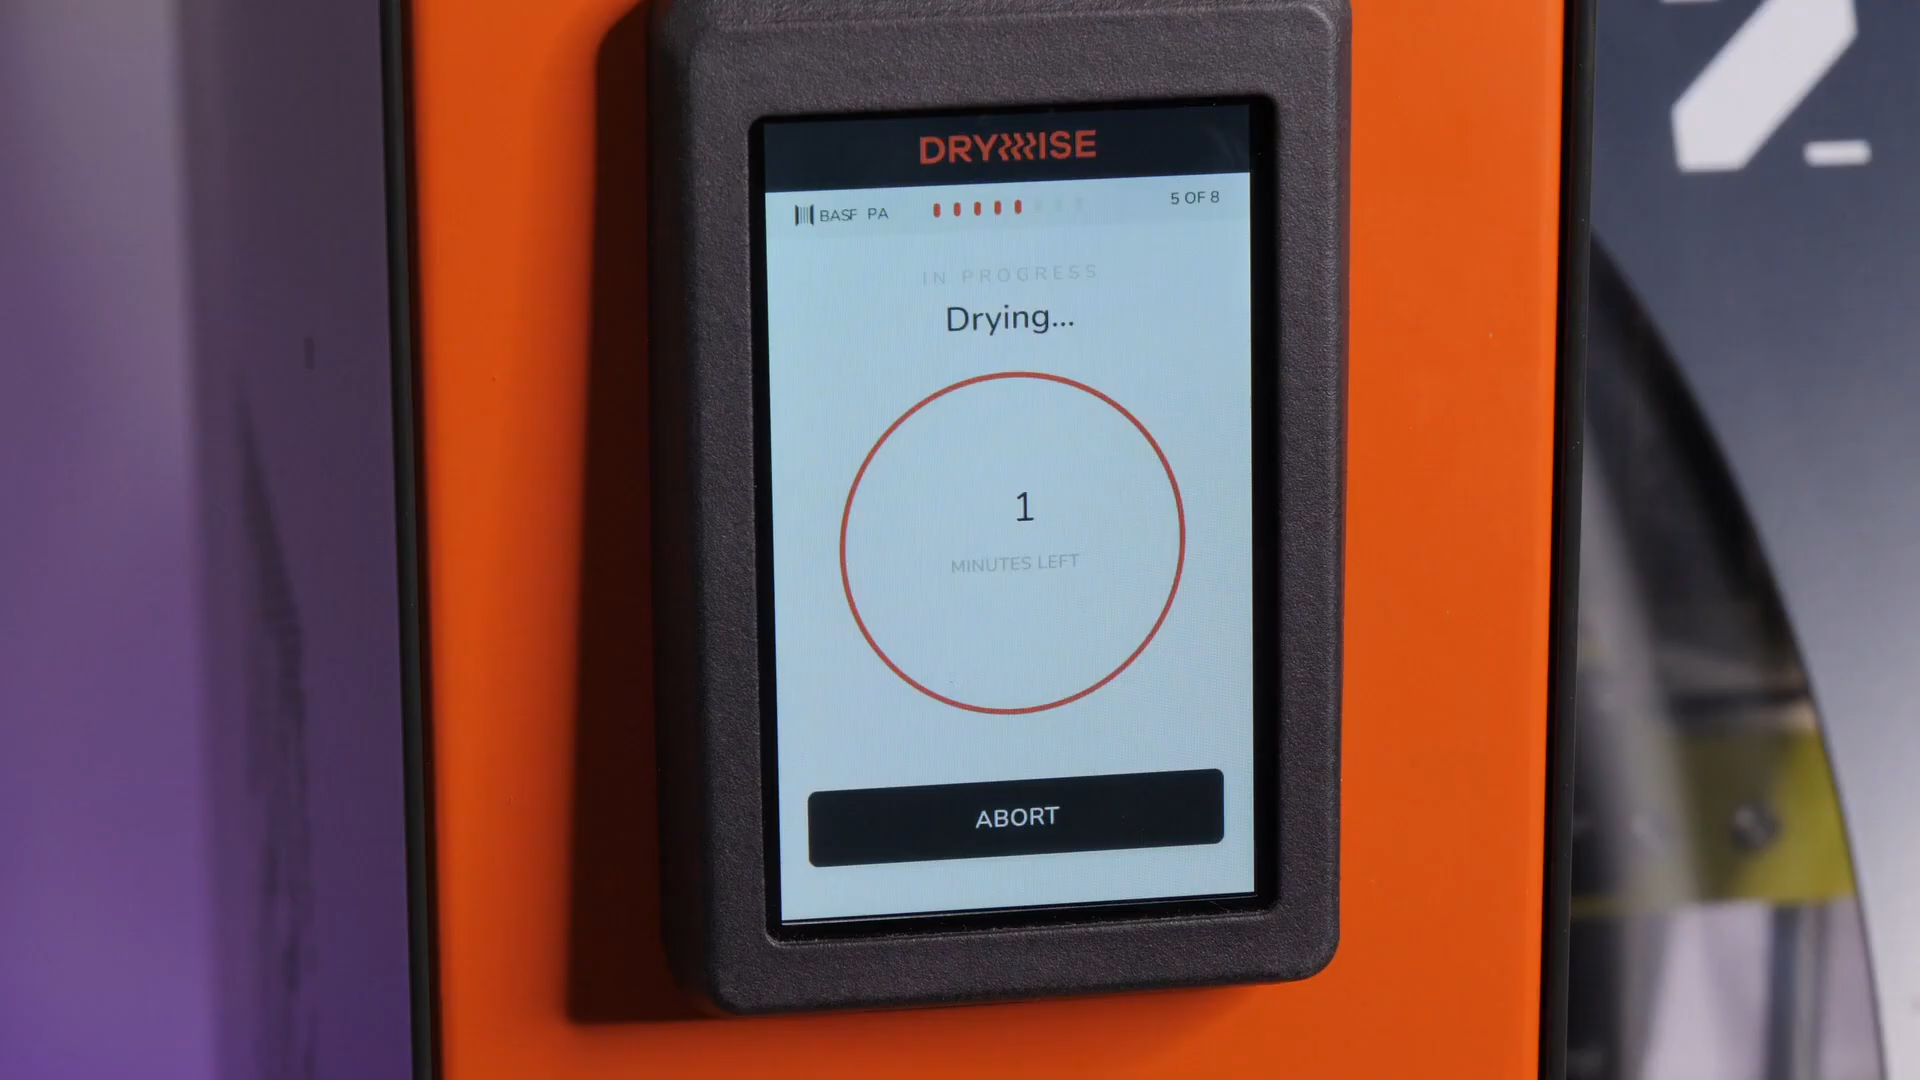 DRYWISE
BASF PA
5 OF 8
IN PROGRESS
Drying...
1
MINUTES LEFT
ABORT